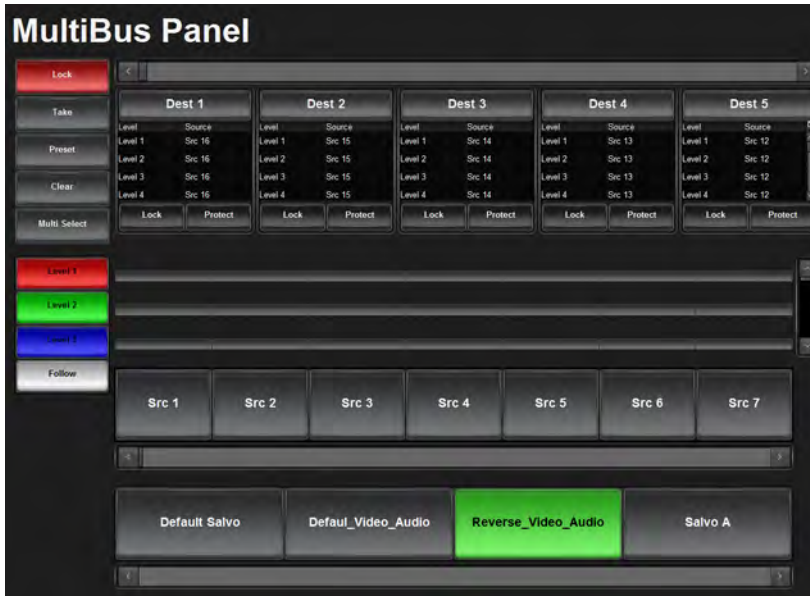 MultiBus Panel
Lock
Take
Preset
Clear
Multi Select
Dest 1 Dest 2 Dest 3 Dest 4 Dest 5
Level Source Level Source Level Source Level Source Level Source
Level 1 Src 16 Level 1 Src 15 Level 1 Src 14 Level 1 Src 13 Level 1 Src 12
Level 2 Src 16 Level 2 Src 15 Level 2 Src 14 Level 2 Src 13 Level 2 Src 12
Level 3 Src 16 Level 3 Src 15 Level 3 Src 14 Level 3 Src 13 Level 3 Src 12
Level 4 Src 16 Level 4 Src 15 Level 4 Src 14 Level 4 Src 13 Level 4 Src 12
Lock Protect Lock Protect Lock Protect Lock Protect Lock Protect
Level 1
Level 2
Level 3
Follow
Src 1 Src 2 Src 3 Src 4 Src 5 Src 6 Src 7
Default Salvo Defaul_Video_Audio Reverse_Video_Audio Salvo A